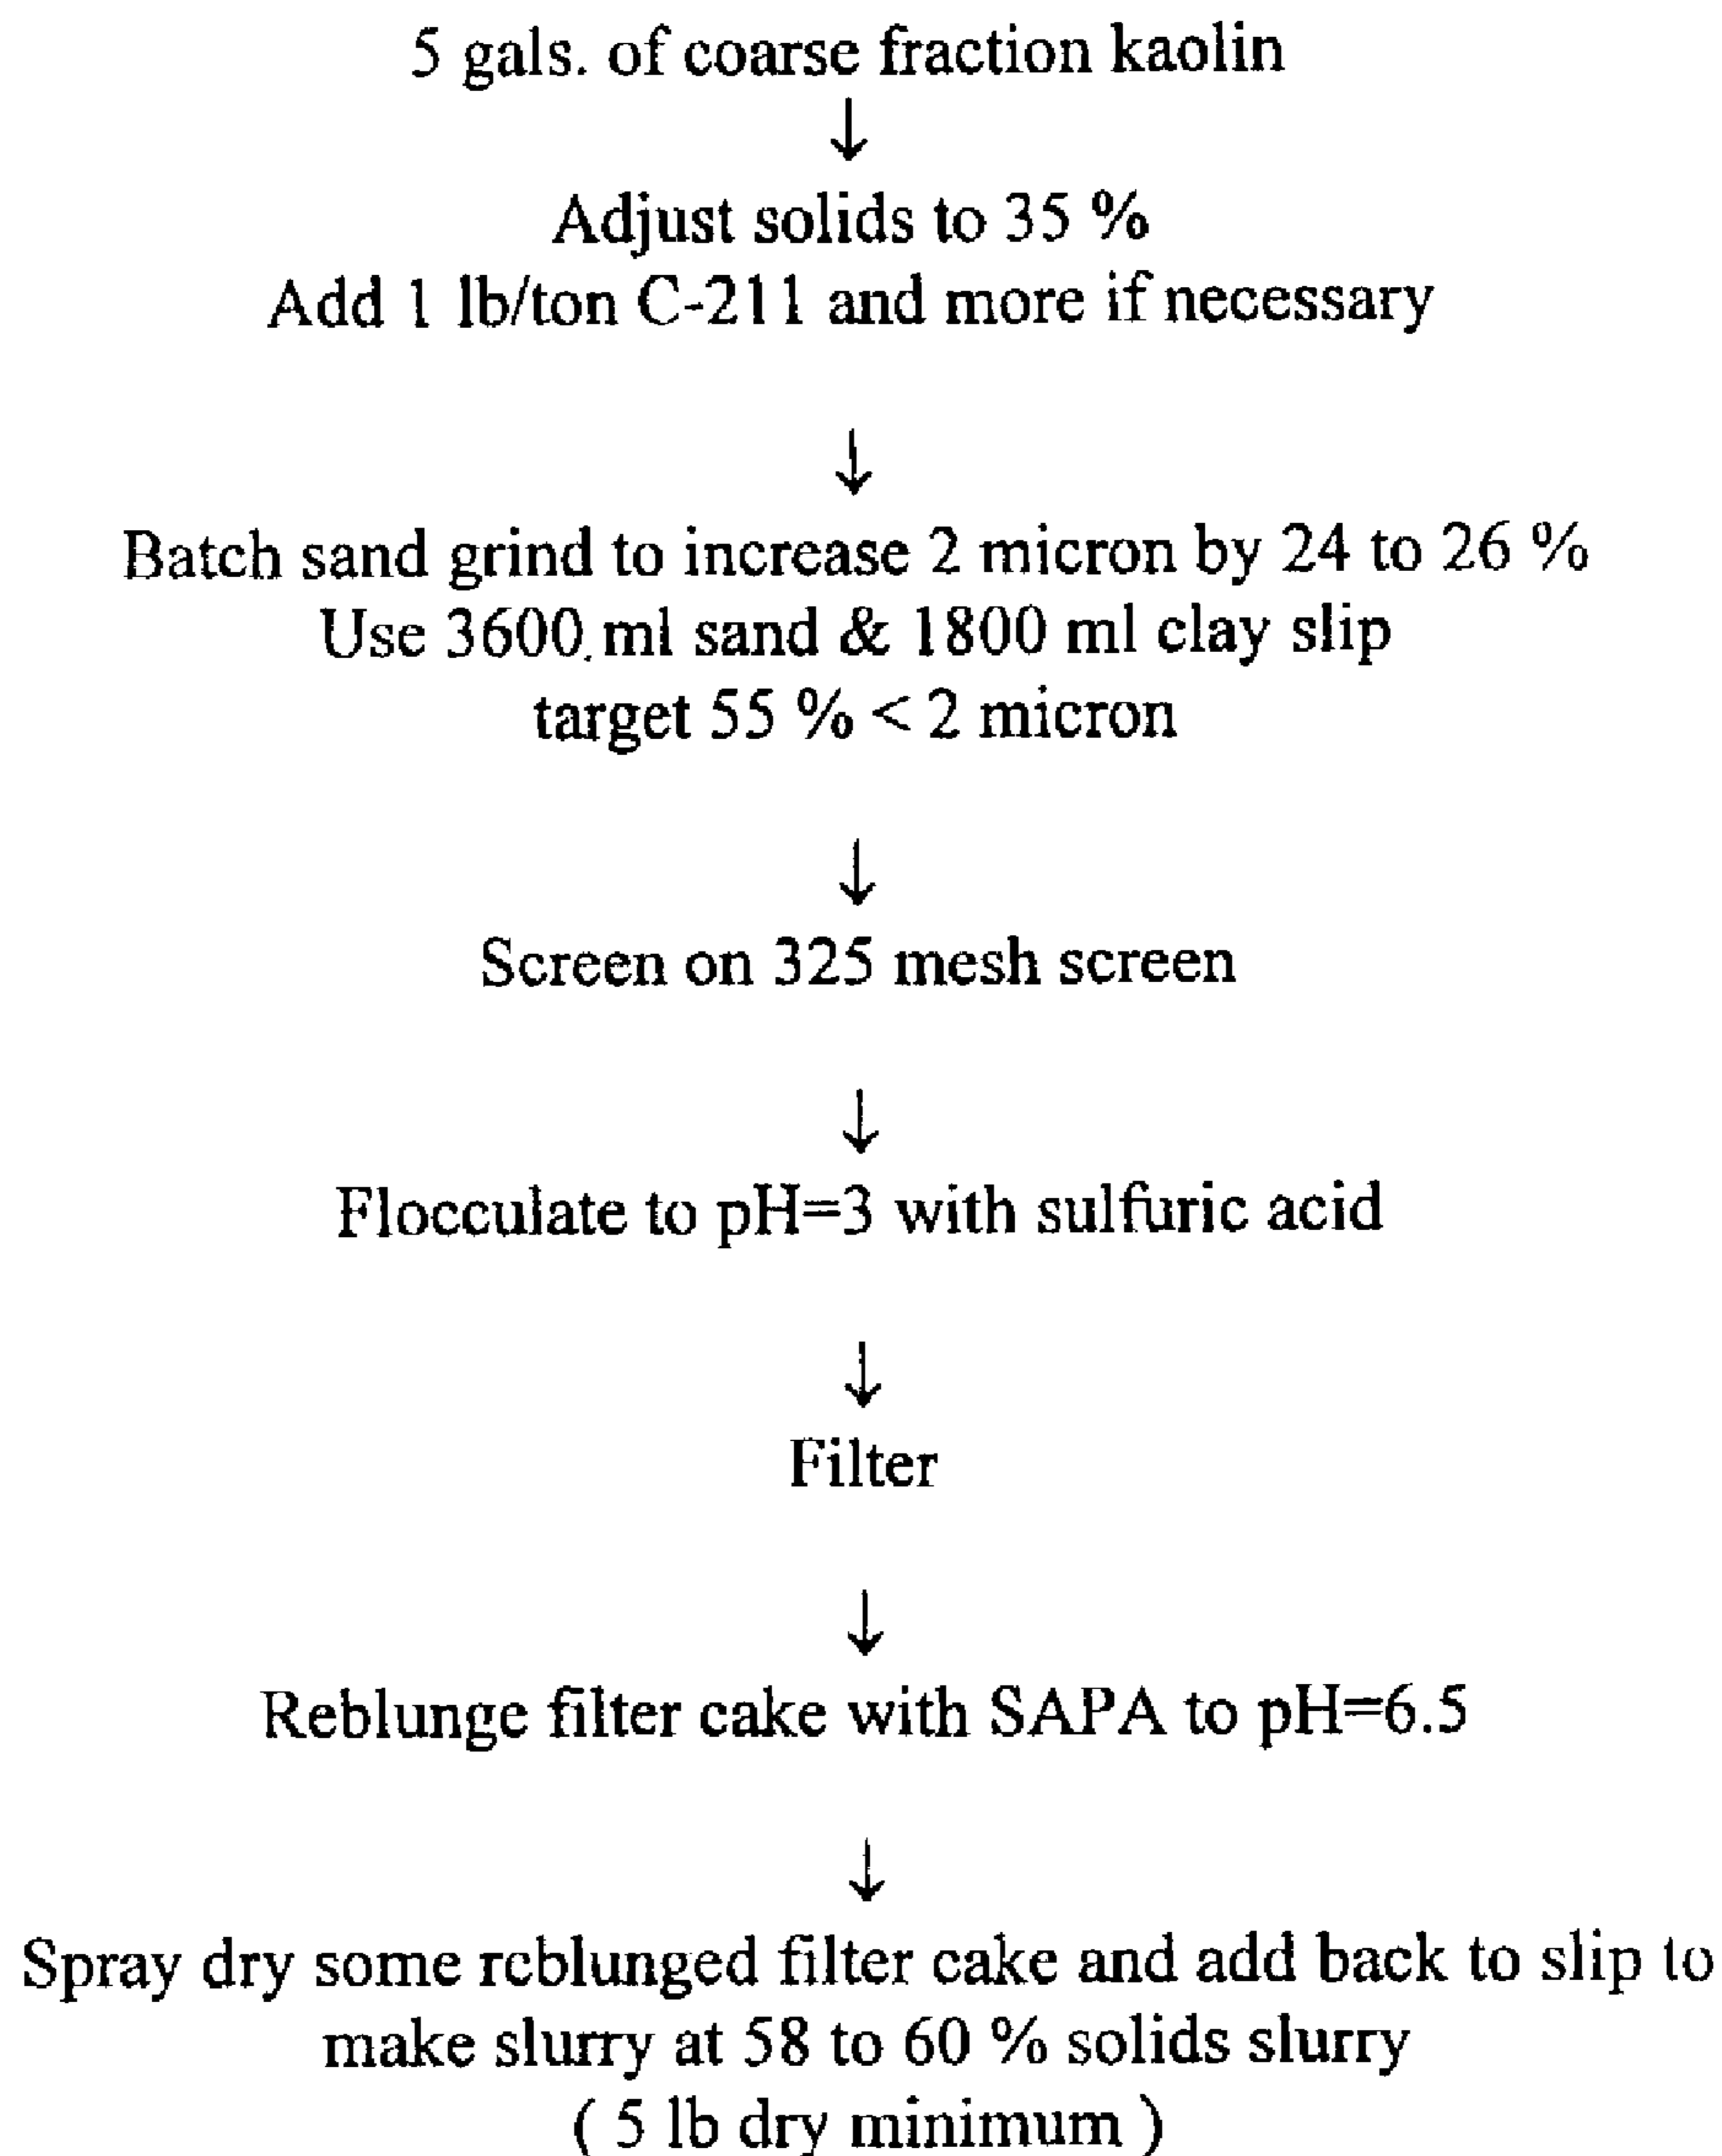 5 gals. of coarse fraction kaolin
↓
Adjust solids to 35 %
Add 1 lb/ton C-211 and more if necessary
↓
Batch sand grind to increase 2 micron by 24 to 26 %
Use 3600 ml sand & 1800 ml clay slip
target 55 % < 2 micron
↓
Screen on 325 mesh screen
↓
Flocculate to pH=3 with sulfuric acid
↓
Filter
↓
Reblunge filter cake with SAPA to pH=6.5
↓
Spray dry some reblunged filter cake and add back to slip to
make slurry at 58 to 60 % solids slurry
( 5 lb dry minimum )